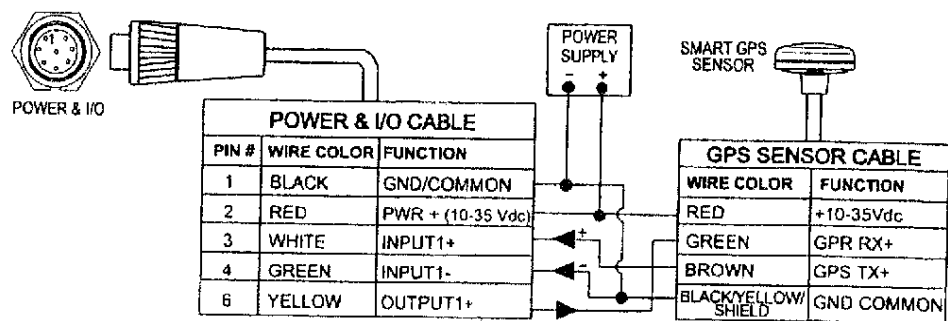 POWER & I/O
POWER SUPPLY
- +
SMART GPS SENSOR
POWER & I/O CABLE
PIN # WIRE COLOR FUNCTION
1 BLACK GND/COMMON
2 RED PWR + (10-35 Vdc)
3 WHITE INPUT1+
4 GREEN INPUT1-
6 YELLOW OUTPUT1+
+
-
GPS SENSOR CABLE
WIRE COLOR FUNCTION
RED +10-35Vdc
GREEN GPR RX+
BROWN GPS TX+
BLACK/YELLOW/ SHIELD GND COMMON